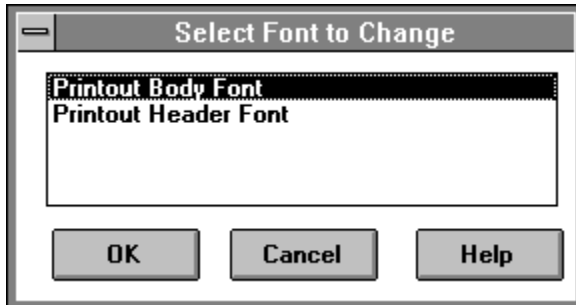 Select Font to Change
Printout Body Font
Printout Header Font
OK Cancel Help